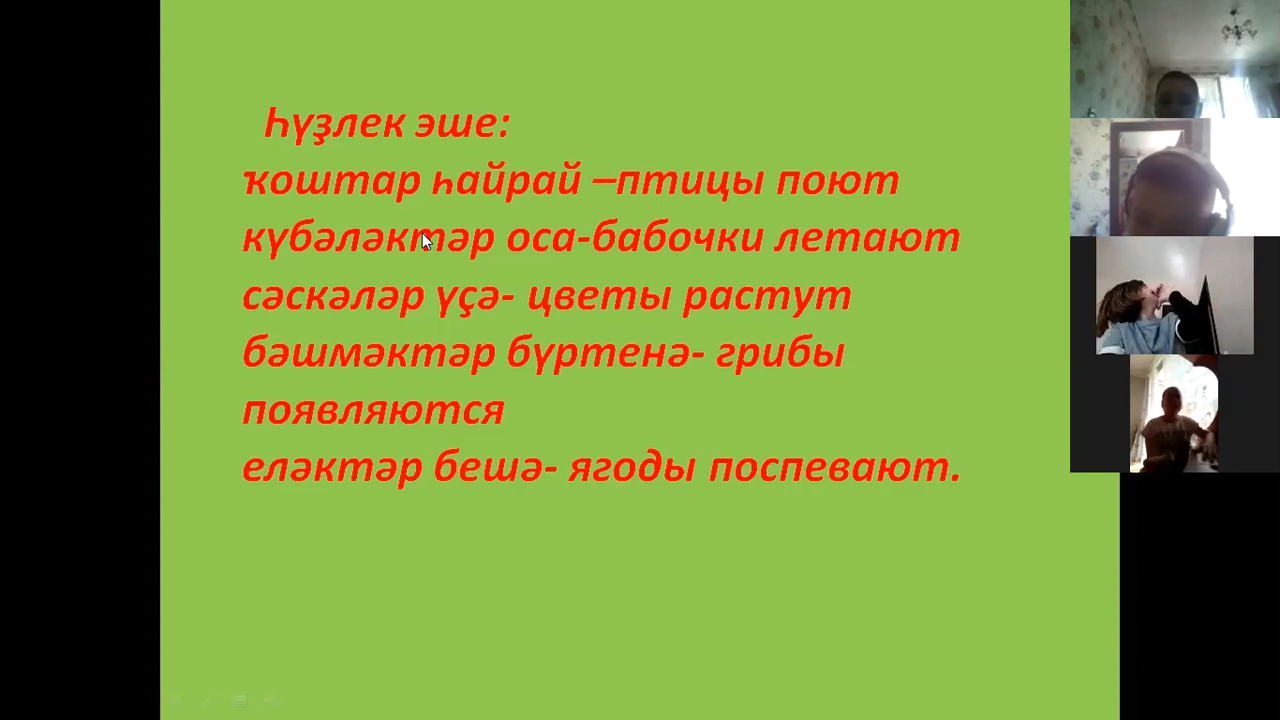 Һүҙлек эше:
ҡоштар һайрай –птицы поют
күбәләктәр оса-бабочки летают
сәскәләр үҫә- цветы растут
бәшмәктәр бүртенә- грибы
появляются
еләктәр бешә- ягоды поспевают.